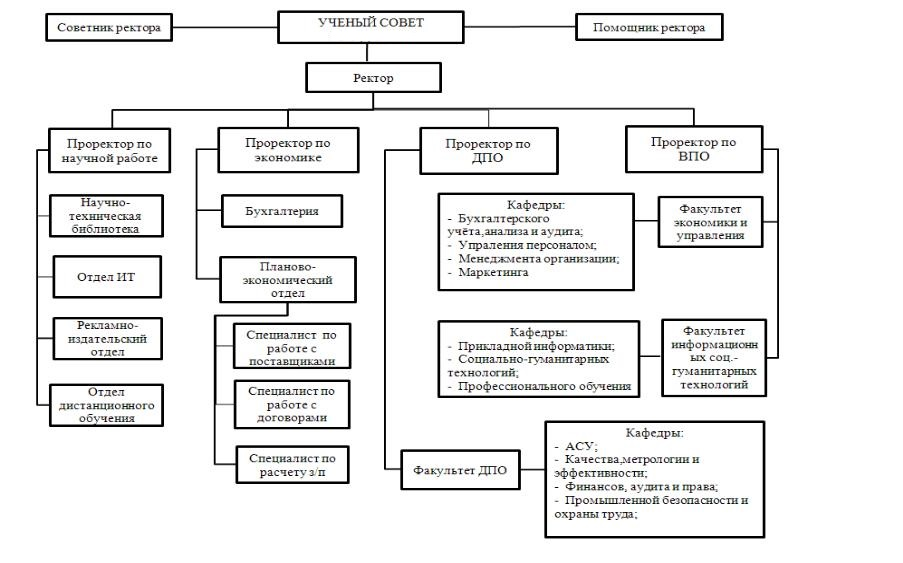 Советник ректора
УЧЕНЫЙ СОВЕТ
Помощник ректора
Ректор
Проректор по
научной работе
Научно-
техническая
библиотека
Отдел ИТ
Рекламно-
издательский
отдел
Отдел
дистанционного
обучения
Проректор по
экономике
Бухгалтерия
Планово-
экономический
отдел
Специалист по
работе с
поставщиками
Специалист по
работе с
договорами
Специалист по
расчету з/п
Проректор по
ДПО
Проректор по
ВПО
Кафедры:
- Бухгалтерского
учёта,анализа и аудита;
- Упраления персоналом;
- Менеджмента организации;
- Маркетинга
Факультет
экономики и
управления
Кафедры:
- Прикладной информатики;
- Социально-гуманитарных
технологий;
- Профессионального обучения
Факультет
информационн
ых соц.-
гуманитарных
технологий
Факультет ДПО
Кафедры:
- АСУ;
- Качества,метрологии и
эффективности;
- Финансов, аудита и права;
- Промышленной безопасности и
охраны труда;